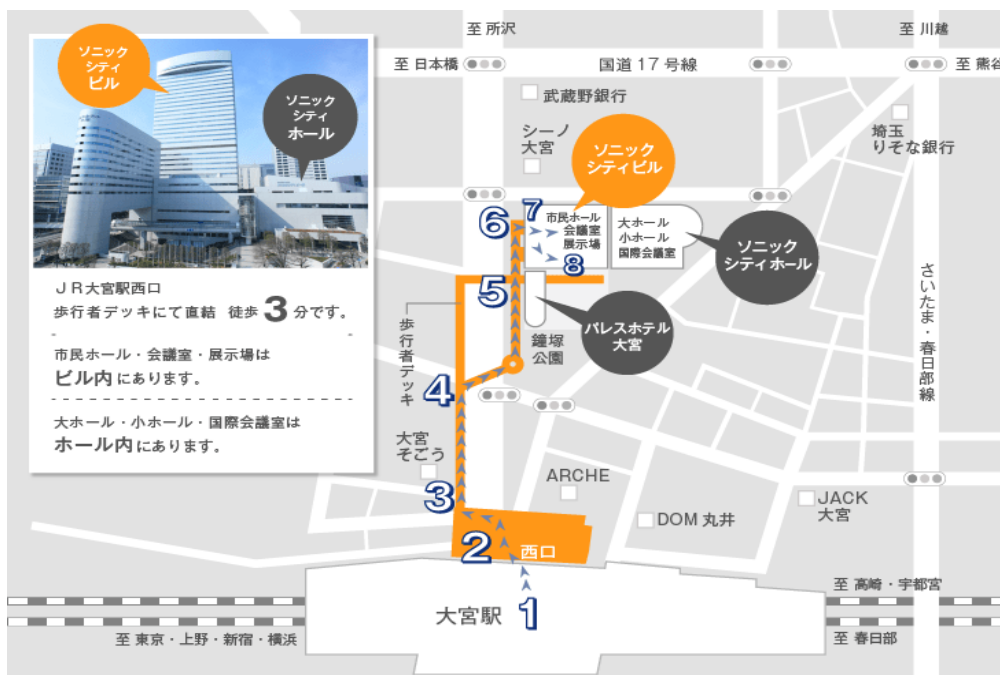 ソニック
シティ
ビル
ソニック
シティ
ホール
JR大宮駅西口
歩行者デッキにて直結 徒歩3分です。
市民ホール・会議室・展示場は
ビル内にあります。
大ホール・小ホール・国際会議室は
ホール内にあります。
至 所沢
至 川越
至 日本橋
国道17号線
至 熊谷
武蔵野銀行
シーノ
大宮
埼玉
りそな銀行
ソニック
シティビル
6
7
市民ホール
会議室
展示場
8
大ホール
小ホール
国際会議室
ソニック
シティホール
5
パレスホテル
大宮
鐘塚
公園
歩行者デッキ
さいたま・春日部線
4
大宮
そごう
3
ARCHE
DOM 丸井
JACK
大宮
2
西口
1
大宮駅
至 高崎・宇都宮
至 東京・上野・新宿・横浜
至 春日部